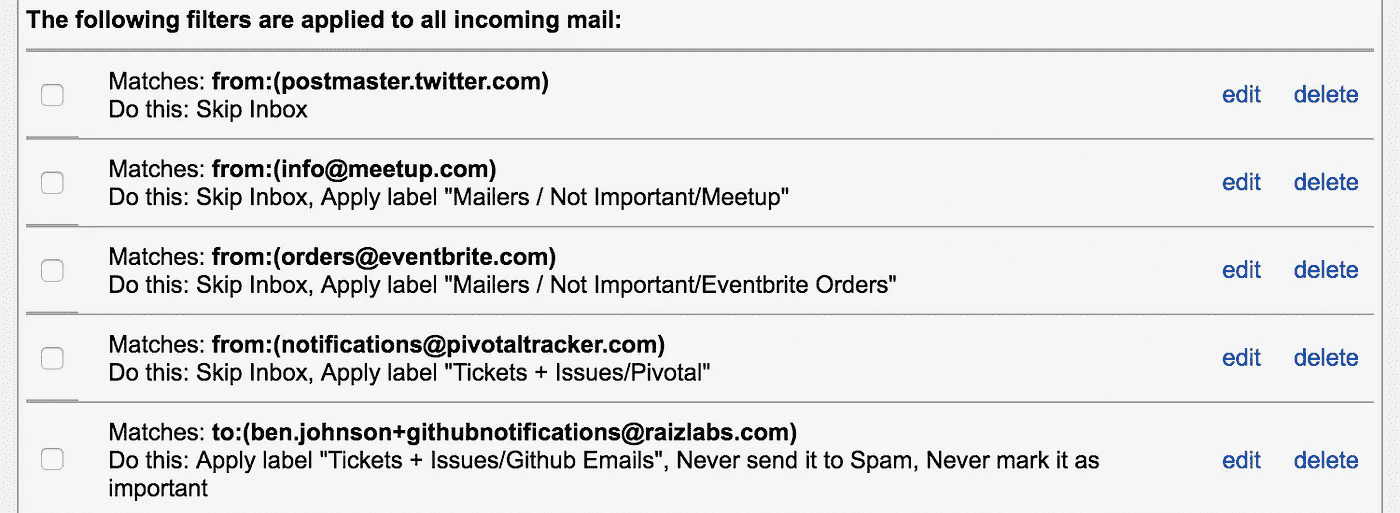 The following filters are applied to all incoming mail:
Matches: from:(postmaster.twitter.com)
Do this: Skip Inbox
edit delete
Matches: from:(info@meetup.com)
Do this: Skip Inbox, Apply label "Mailers / Not Important/Meetup"
edit delete
Matches: from:(orders@eventbrite.com)
Do this: Skip Inbox, Apply label "Mailers / Not Important/Eventbrite Orders"
edit delete
Matches: from:(notifications@pivotaltracker.com)
Do this: Skip Inbox, Apply label "Tickets + Issues/Pivotal"
edit delete
Matches: to:(ben.johnson+githubnotifications@raizlabs.com)
Do this: Apply label "Tickets + Issues/Github Emails", Never send it to Spam, Never mark it as
important
edit delete